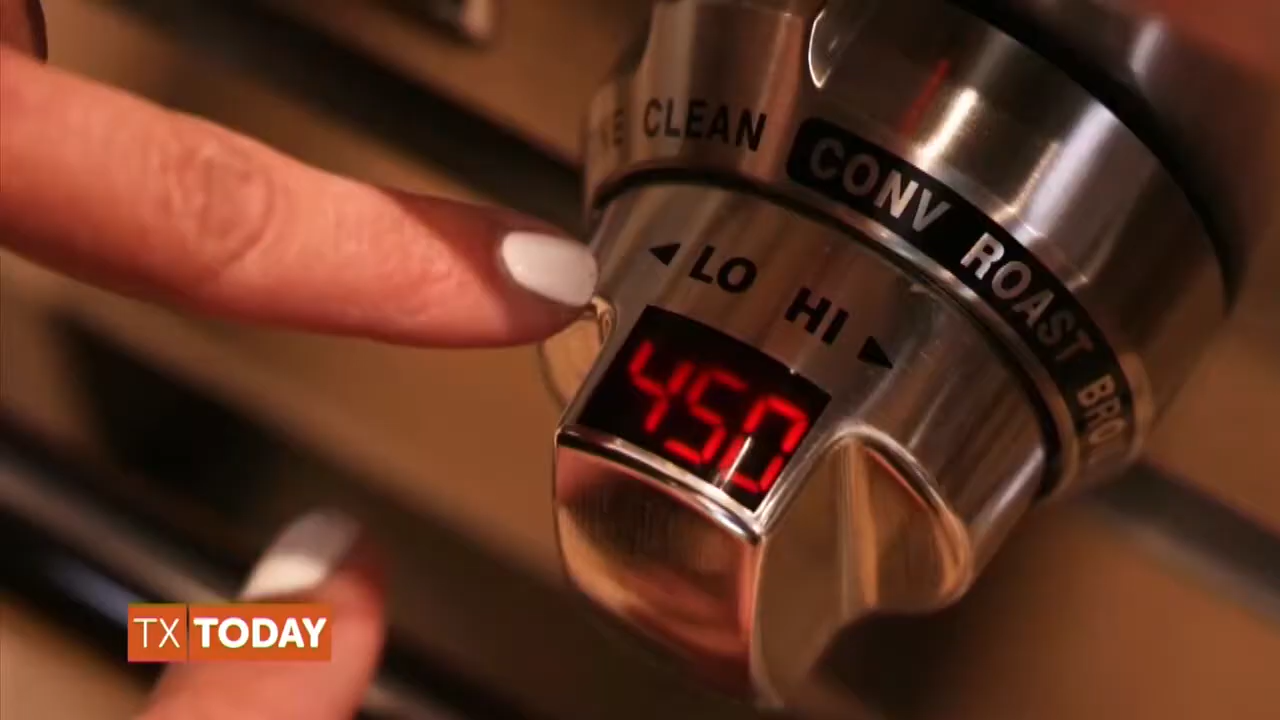 CLEAN
CONV ROAST
◄ LO HI ►
450
TX TODAY